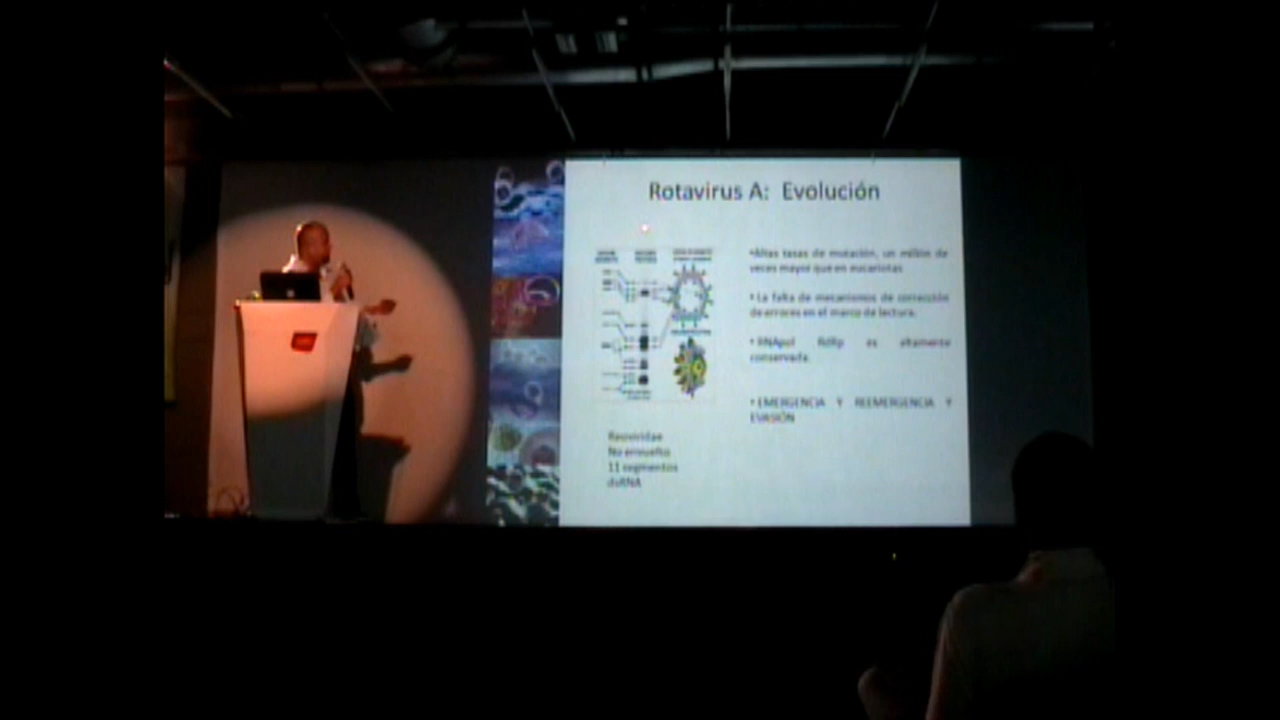 Rotavirus A: Evolución
•Altas tasas de mutación, un millón de
veces mayor que en eucariotas
• La falta de mecanismos de corrección
de errores en el marco de lectura.
• RNApol RdRp es altamente
conservada.
• EMERGENCIA Y REEMERGENCIA Y
EVASIÓN
Reoviridae
No envuelto
11 segmentos
dsRNA